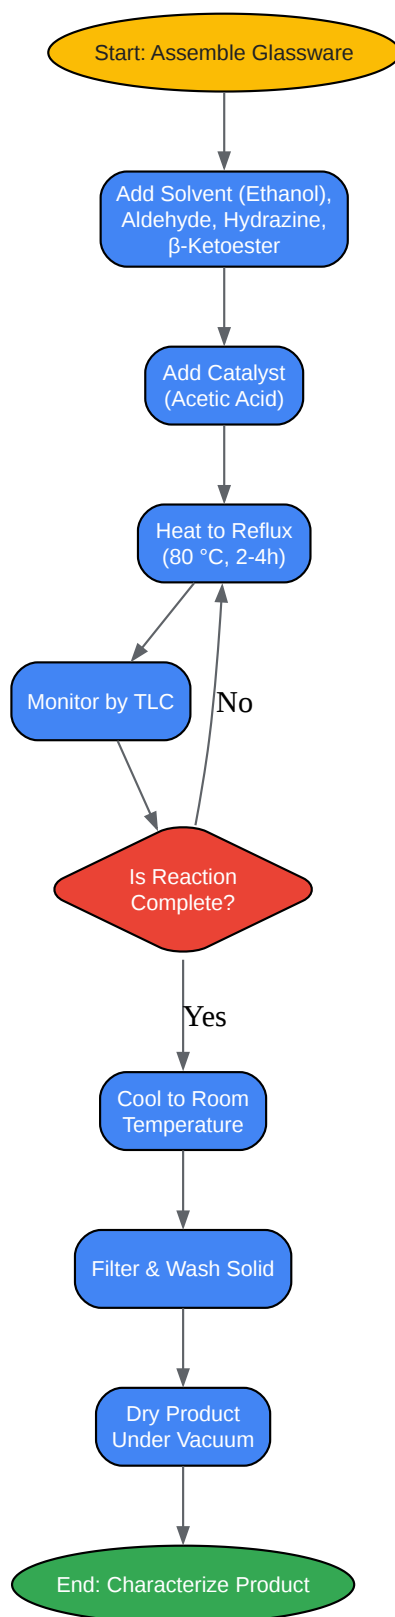 Start: Assemble Glassware
Add Solvent (Ethanol),
Aldehyde, Hydrazine,
β-Ketoester
Add Catalyst
(Acetic Acid)
Heat to Reflux
(80 °C, 2-4h)
Monitor by TLC
No
Is Reaction
Complete?
Yes
Cool to Room
Temperature
Filter & Wash Solid
Dry Product
Under Vacuum
End: Characterize Product